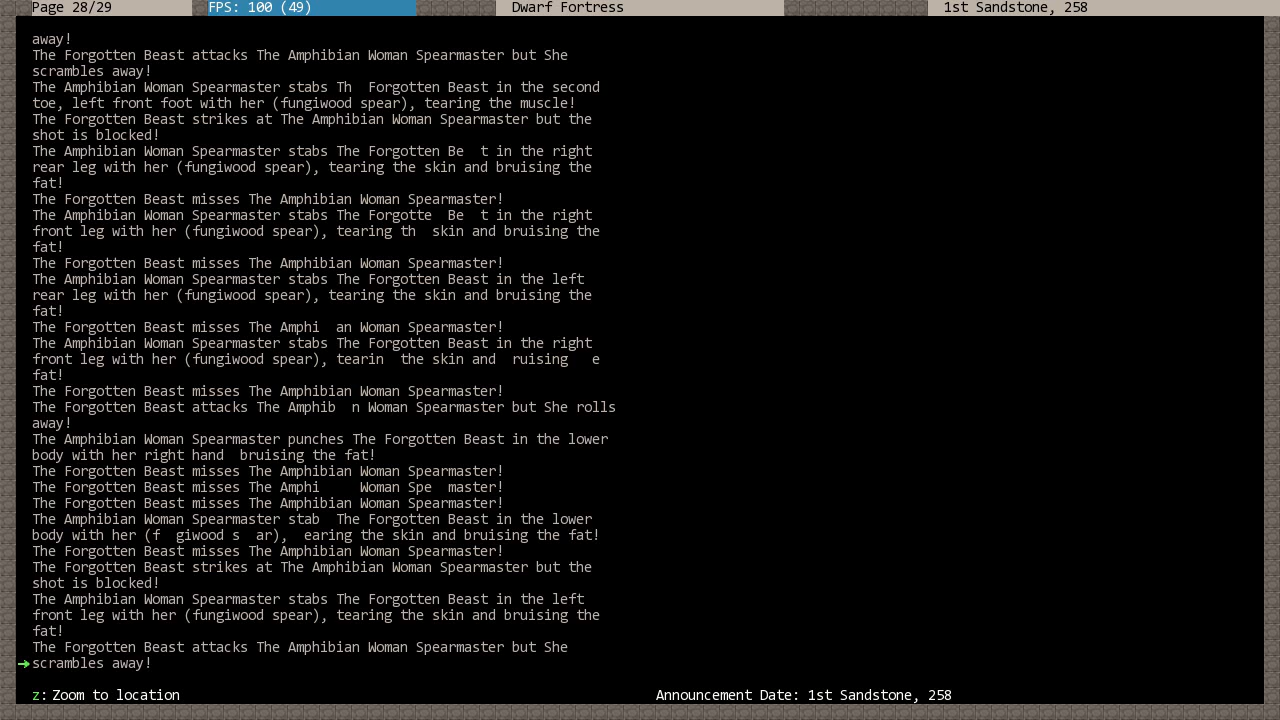 Page 28/29 FPS: 100 (49) Dwarf Fortress 1st Sandstone, 258
away!
The Forgotten Beast attacks The Amphibian Woman Spearmaster but She
scrambles away!
The Amphibian Woman Spearmaster stabs Th  Forgotten Beast in the second
toe, left front foot with her (fungiwood spear), tearing the muscle!
The Forgotten Beast strikes at The Amphibian Woman Spearmaster but the
shot is blocked!
The Amphibian Woman Spearmaster stabs The Forgotten Be  t in the right
rear leg with her (fungiwood spear), tearing the skin and bruising the
fat!
The Forgotten Beast misses The Amphibian Woman Spearmaster!
The Amphibian Woman Spearmaster stabs The Forgotte  Be  t in the right
front leg with her (fungiwood spear), tearing th  skin and bruising the
fat!
The Forgotten Beast misses The Amphibian Woman Spearmaster!
The Amphibian Woman Spearmaster stabs The Forgotten Beast in the left
rear leg with her (fungiwood spear), tearing the skin and bruising the
fat!
The Forgotten Beast misses The Amphi  an Woman Spearmaster!
The Amphibian Woman Spearmaster stabs The Forgotten Beast in the right
front leg with her (fungiwood spear), tearin  the skin and  ruising   e
fat!
The Forgotten Beast misses The Amphibian Woman Spearmaster!
The Forgotten Beast attacks The Amphib  n Woman Spearmaster but She rolls
away!
The Amphibian Woman Spearmaster punches The Forgotten Beast in the lower
body with her right hand  bruising the fat!
The Forgotten Beast misses The Amphibian Woman Spearmaster!
The Forgotten Beast misses The Amphi     Woman Spe  master!
The Forgotten Beast misses The Amphibian Woman Spearmaster!
The Amphibian Woman Spearmaster stab  The Forgotten Beast in the lower
body with her (f  giwood s  ar),  earing the skin and bruising the fat!
The Forgotten Beast misses The Amphibian Woman Spearmaster!
The Forgotten Beast strikes at The Amphibian Woman Spearmaster but the
shot is blocked!
The Amphibian Woman Spearmaster stabs The Forgotten Beast in the left
front leg with her (fungiwood spear), tearing the skin and bruising the
fat!
The Forgotten Beast attacks The Amphibian Woman Spearmaster but She
scrambles away!
z: Zoom to location Announcement Date: 1st Sandstone, 258